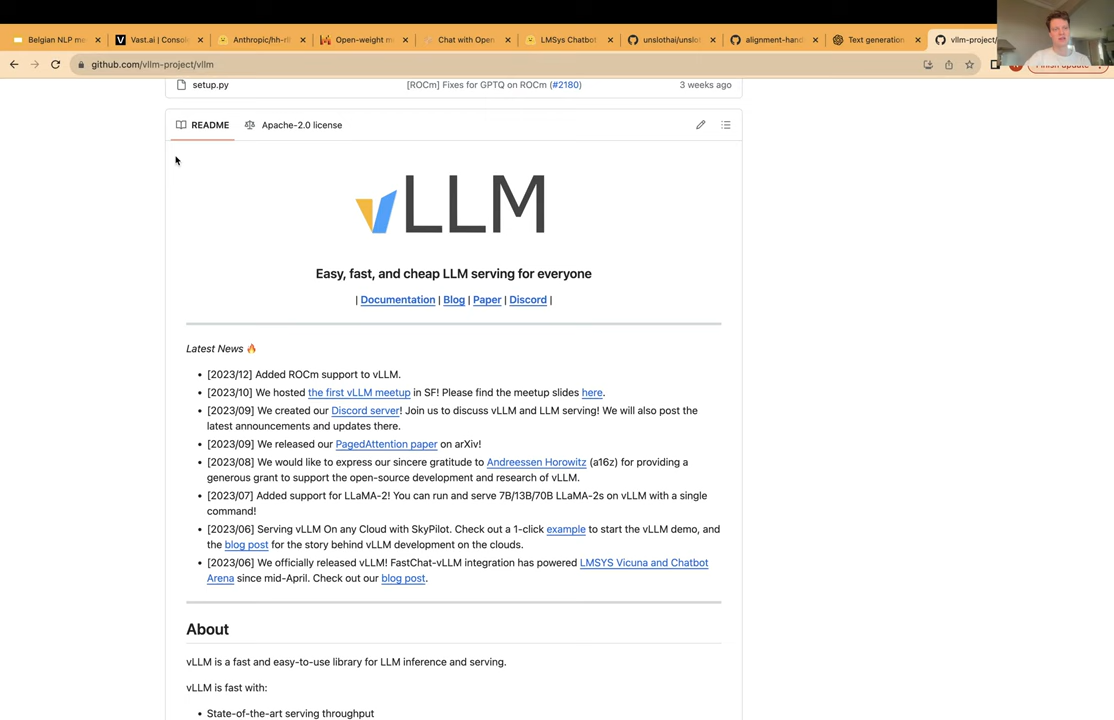 Belgian NLP me
Vast.ai | Consol
Anthropic/hh-rl
Open-weight m
Chat with Open
LMSys Chatbot
unslothai/unslot
alignment-hand
Text generation
vllm-project/
github.com/vllm-project/vllm
Finish update
setup.py
[ROCm] Fixes for GPTQ on ROCm (#2180)
3 weeks ago
README
Apache-2.0 license
vLLM
Easy, fast, and cheap LLM serving for everyone
| Documentation | Blog | Paper | Discord |
Latest News 🔥
• [2023/12] Added ROCm support to vLLM.
• [2023/10] We hosted the first vLLM meetup in SF! Please find the meetup slides here.
• [2023/09] We created our Discord server! Join us to discuss vLLM and LLM serving! We will also post the
latest announcements and updates there.
• [2023/09] We released our PagedAttention paper on arXiv!
• [2023/08] We would like to express our sincere gratitude to Andreessen Horowitz (a16z) for providing a
generous grant to support the open-source development and research of vLLM.
• [2023/07] Added support for LLaMA-2! You can run and serve 7B/13B/70B LLaMA-2s on vLLM with a single
command!
• [2023/06] Serving vLLM On any Cloud with SkyPilot. Check out a 1-click example to start the vLLM demo, and
the blog post for the story behind vLLM development on the clouds.
• [2023/06] We officially released vLLM! FastChat-vLLM integration has powered LMSYS Vicuna and Chatbot
Arena since mid-April. Check out our blog post.
About
vLLM is a fast and easy-to-use library for LLM inference and serving.
vLLM is fast with:
• State-of-the-art serving throughput